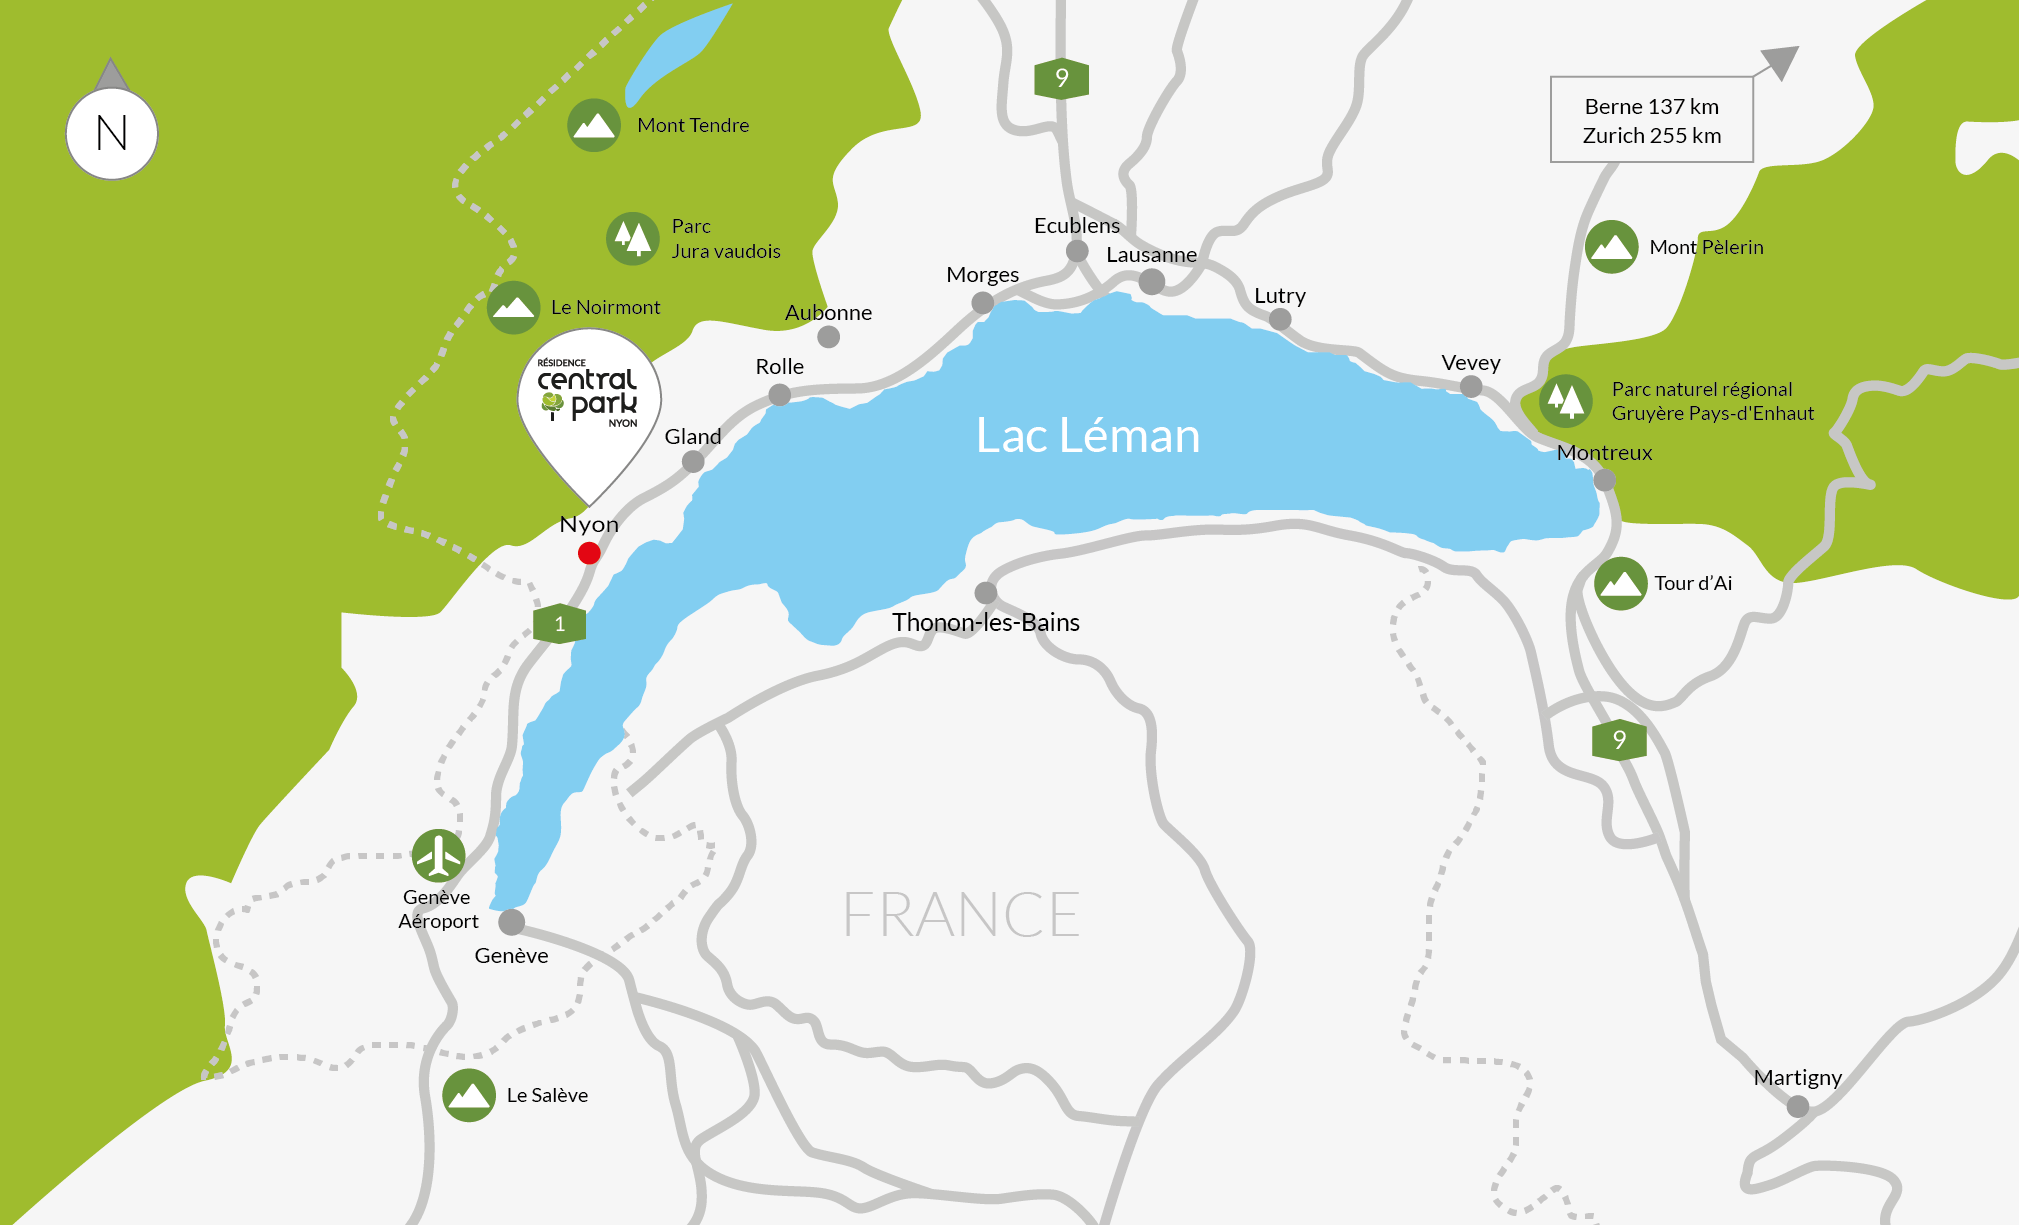 N
Mont Tendre
Parc
Jura vaudois
Le Noirmont
RÉSIDENCE
central
park
NYON
9
Berne 137 km
Zurich 255 km
Mont Pèlerin
Ecublens
Lausanne
Morges
Aubonne
Lutry
Rolle
Vevey
Parc naturel régional
Gruyère Pays-d'Enhaut
Gland
Lac Léman
Montreux
Nyon
1
Tour d’Ai
Thonon-les-Bains
9
Genève
Aéroport
FRANCE
Genève
Le Salève
Martigny